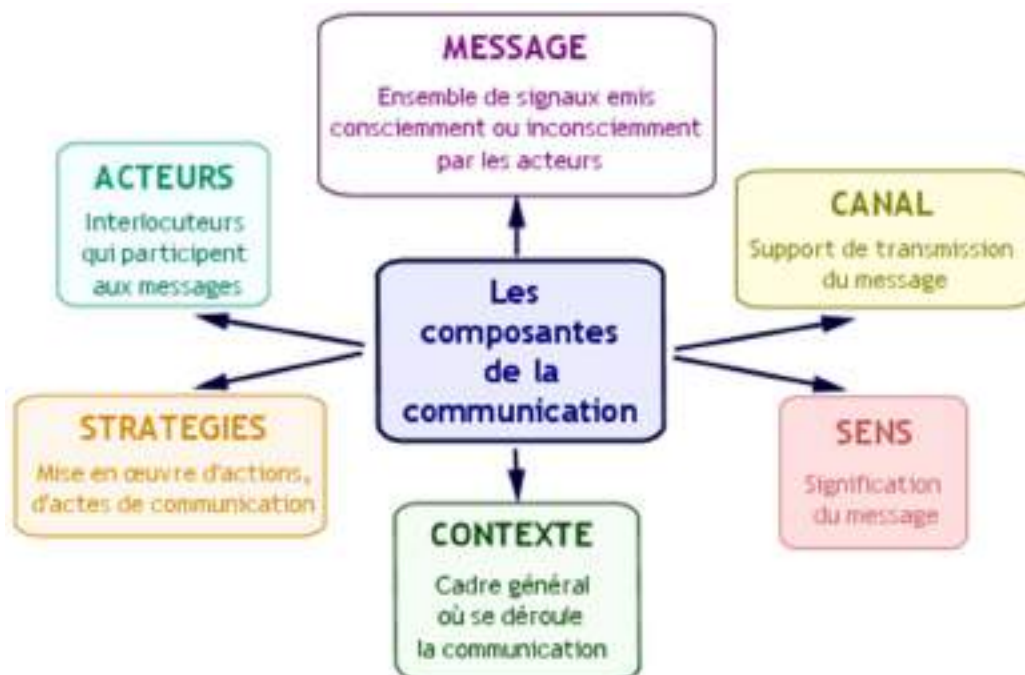 MESSAGE
Ensemble de signaux emis
consciemment ou inconsciemment
par les acteurs
ACTEURS
Interlocuteurs
qui participent
aux messages
CANAL
Support de transmission
du message
Les
composantes
de la
communication
STRATEGIES
Mise en œuvre d'actions,
d'actes de communication
SENS
Signification
du message
CONTEXTE
Cadre général
où se déroule
la communication